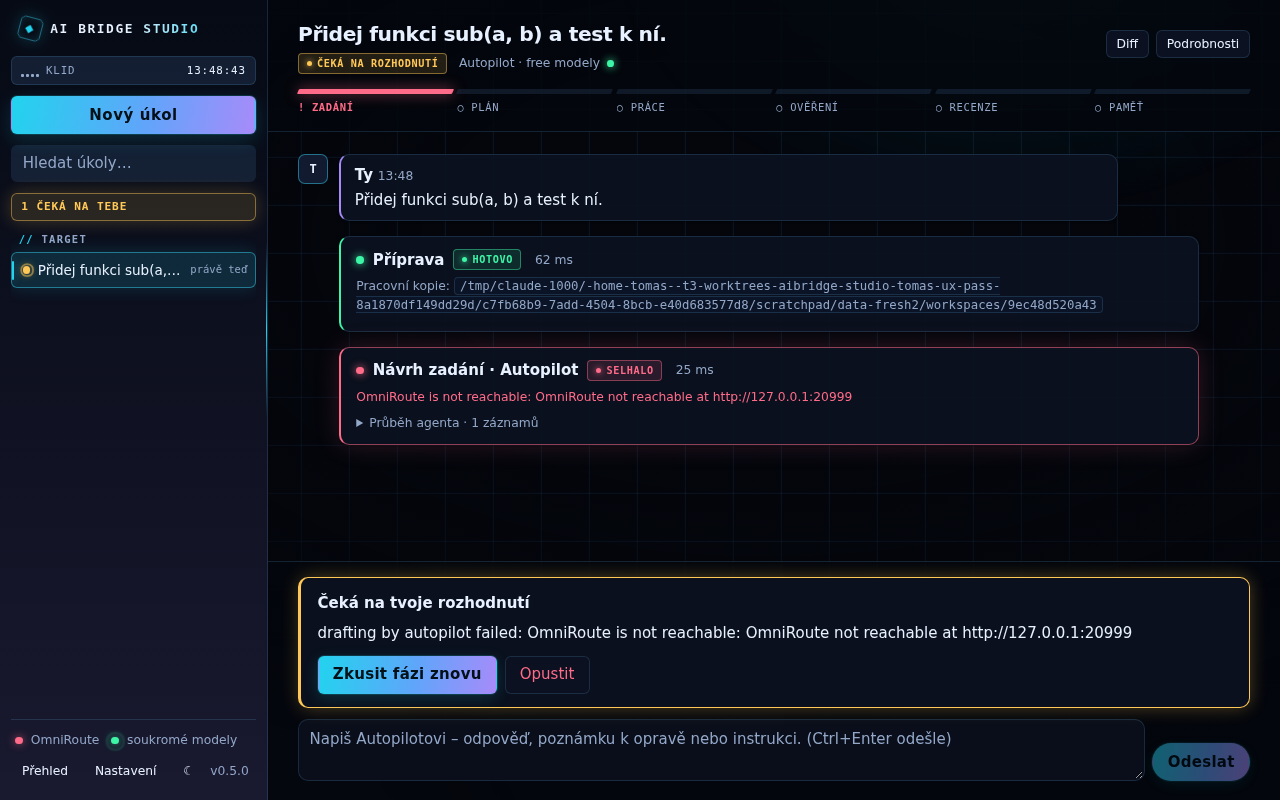 AI BRIDGE STUDIO
KLID 13:48:43
Nový úkol
Hledat úkoly…
1 ČEKÁ NA TEBE
// TARGET
Přidej funkci sub(a,… právě teď
OmniRoute soukromé modely
Přehled Nastavení ☾ v0.5.0
Přidej funkci sub(a, b) a test k ní.
ČEKÁ NA ROZHODNUTÍ Autopilot · free modely
Diff Podrobnosti
! ZADÁNÍ ○ PLÁN ○ PRÁCE ○ OVĚŘENÍ ○ RECENZE ○ PAMĚŤ
T
Ty 13:48
Přidej funkci sub(a, b) a test k ní.
Příprava HOTOVO 62 ms
Pracovní kopie: /tmp/claude-1000/-home-tomas--t3-worktrees-aibridge-studio-tomas-ux-pass-
8a1870df149dd29d/c7fb68b9-7add-4504-8bcb-e40d683577d8/scratchpad/data-fresh2/workspaces/9ec48d520a43
Návrh zadání · Autopilot SELHALO 25 ms
OmniRoute is not reachable: OmniRoute not reachable at http://127.0.0.1:20999
▶ Průběh agenta · 1 záznamů
Čeká na tvoje rozhodnutí
drafting by autopilot failed: OmniRoute is not reachable: OmniRoute not reachable at http://127.0.0.1:20999
Zkusit fázi znovu Opustit
Napiš Autopilotovi – odpověď, poznámku k opravě nebo instrukci. (Ctrl+Enter odešle)
Odeslat